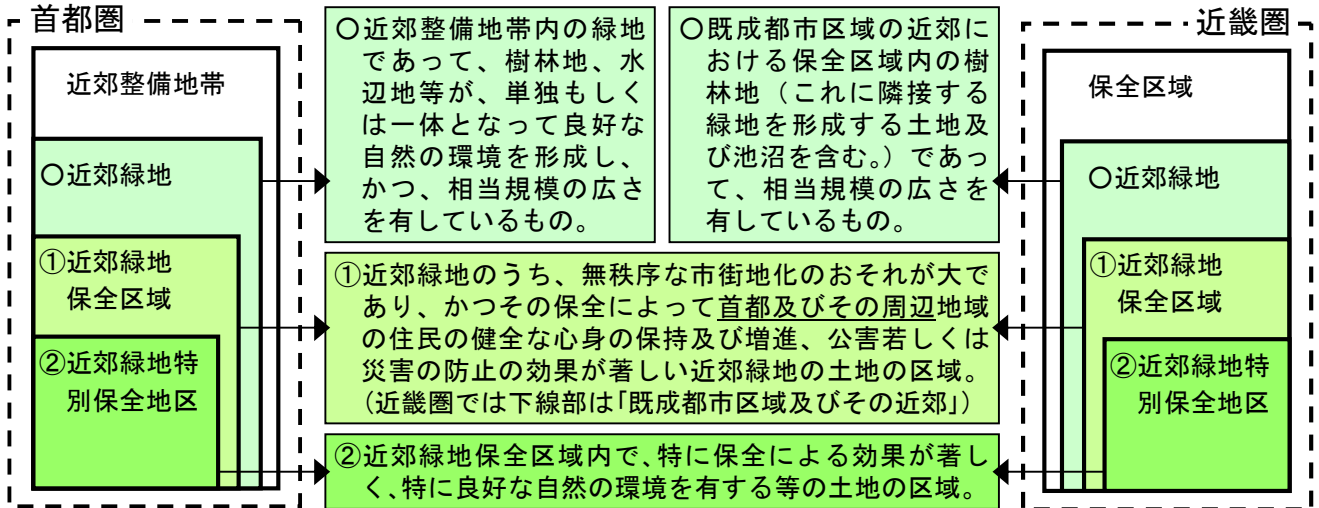 首都圏
近郊整備地帯
○近郊緑地
①近郊緑地
保全区域
②近郊緑地特
別保全地区
○近郊整備地帯内の緑地
であって、樹林地、水
辺地等が、単独もしく
は一体となって良好な
自然の環境を形成し、
かつ、相当規模の広さ
を有しているもの。
○既成都市区域の近郊に
おける保全区域内の樹
林地（これに隣接する
緑地を形成する土地及
び池沼を含む。）であっ
て、相当規模の広さを
有しているもの。
①近郊緑地のうち、無秩序な市街地化のおそれが大で
あり、かつその保全によって首都及びその周辺地域
の住民の健全な心身の保持及び増進、公害若しくは
災害の防止の効果が著しい近郊緑地の土地の区域。
（近畿圏では下線部は「既成都市区域及びその近郊」）
②近郊緑地保全区域内で、特に保全による効果が著し
く、特に良好な自然の環境を有する等の土地の区域。
近畿圏
保全区域
○近郊緑地
①近郊緑地
保全区域
②近郊緑地特
別保全地区